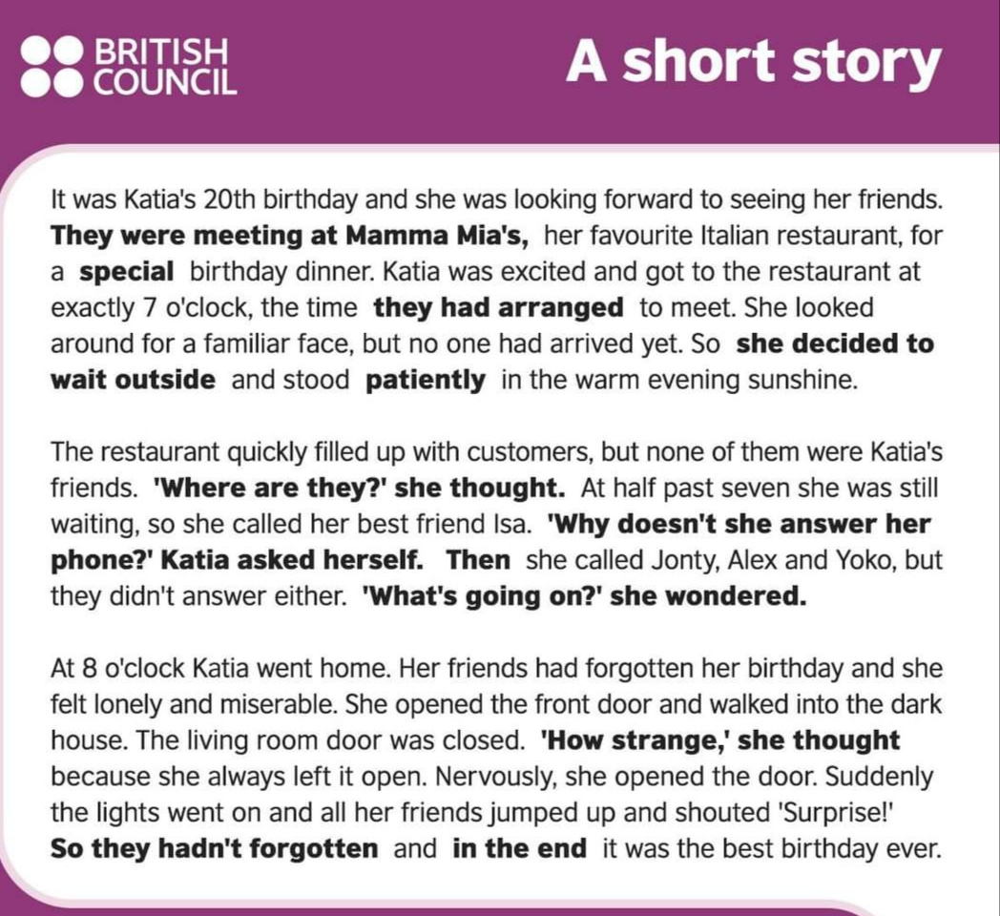 BRITISH
COUNCIL
A short story
It was Katia's 20th birthday and she was looking forward to seeing her friends.
They were meeting at Mamma Mia's, her favourite Italian restaurant, for
a special birthday dinner. Katia was excited and got to the restaurant at
exactly 7 o'clock, the time they had arranged to meet. She looked
around for a familiar face, but no one had arrived yet. So she decided to
wait outside and stood patiently in the warm evening sunshine.
The restaurant quickly filled up with customers, but none of them were Katia's
friends. 'Where are they?' she thought. At half past seven she was still
waiting, so she called her best friend Isa. 'Why doesn't she answer her
phone?' Katia asked herself. Then she called Jonty, Alex and Yoko, but
they didn't answer either. 'What's going on?' she wondered.
At 8 o'clock Katia went home. Her friends had forgotten her birthday and she
felt lonely and miserable. She opened the front door and walked into the dark
house. The living room door was closed. 'How strange,' she thought
because she always left it open. Nervously, she opened the door. Suddenly
the lights went on and all her friends jumped up and shouted 'Surprise!'
So they hadn't forgotten and in the end it was the best birthday ever.